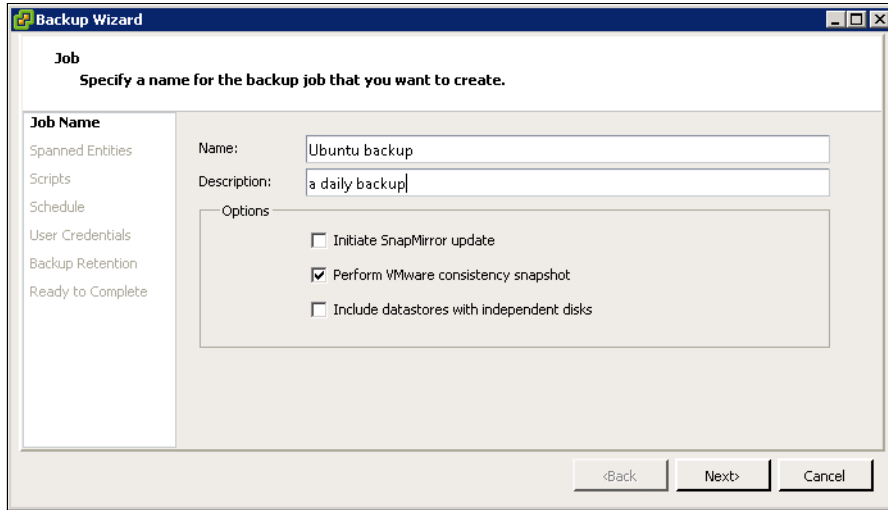 Backup Wizard
Job
Specify a name for the backup job that you want to create.
Job Name
Spanned Entities
Scripts
Schedule
User Credentials
Backup Retention
Ready to Complete
Name: Ubuntu backup
Description: a daily backup
Options
Initiate SnapMirror update
Perform VMware consistency snapshot
Include datastores with independent disks
<Back Next> Cancel